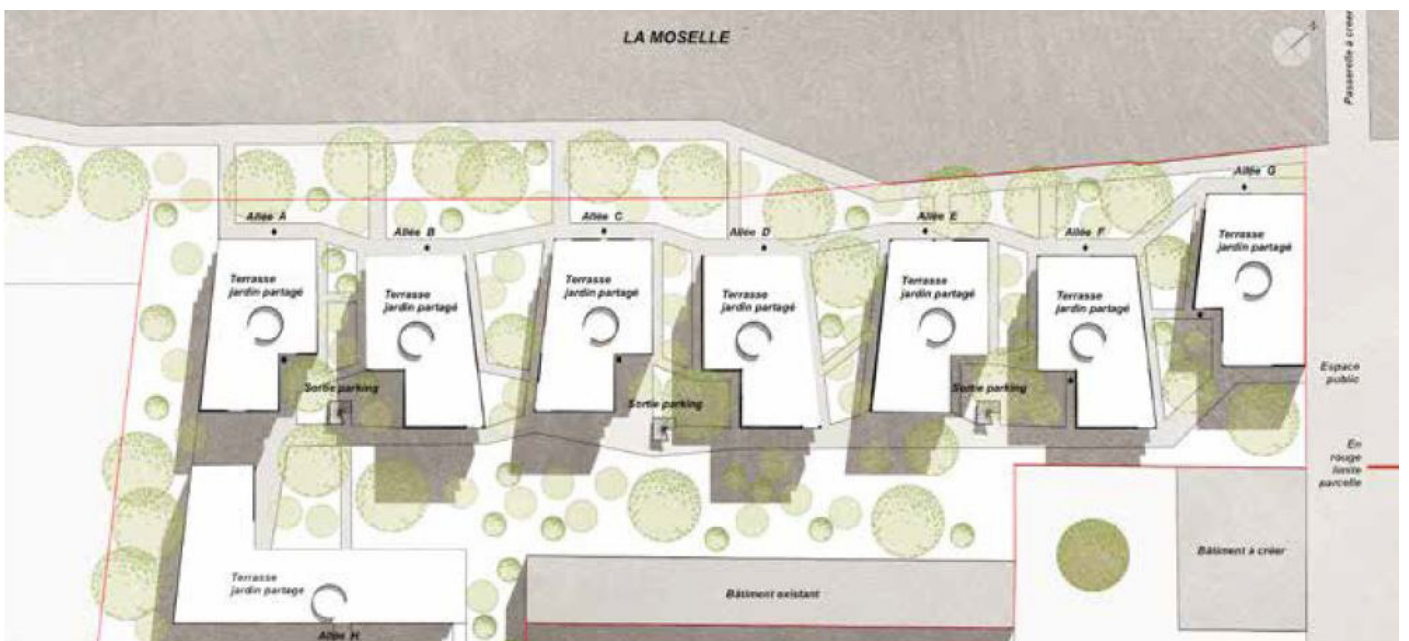 LA MOSELLE
Passerelle à créer
Allée G
Allée A
Allée B
Allée C
Allée D
Allée E
Allée F
Terrasse
jardin partagé
Terrasse
jardin partagé
Terrasse
jardin partagé
Terrasse
jardin partagé
Terrasse
jardin partagé
Terrasse
jardin partagé
Terrasse
jardin partagé
Sortie parking
Sortie parking
Sortie parking
Espace
public
En
rouge
limite
parcelle
Bâtiment à créer
Terrasse
jardin partagé
Bâtiment existant
Allée H